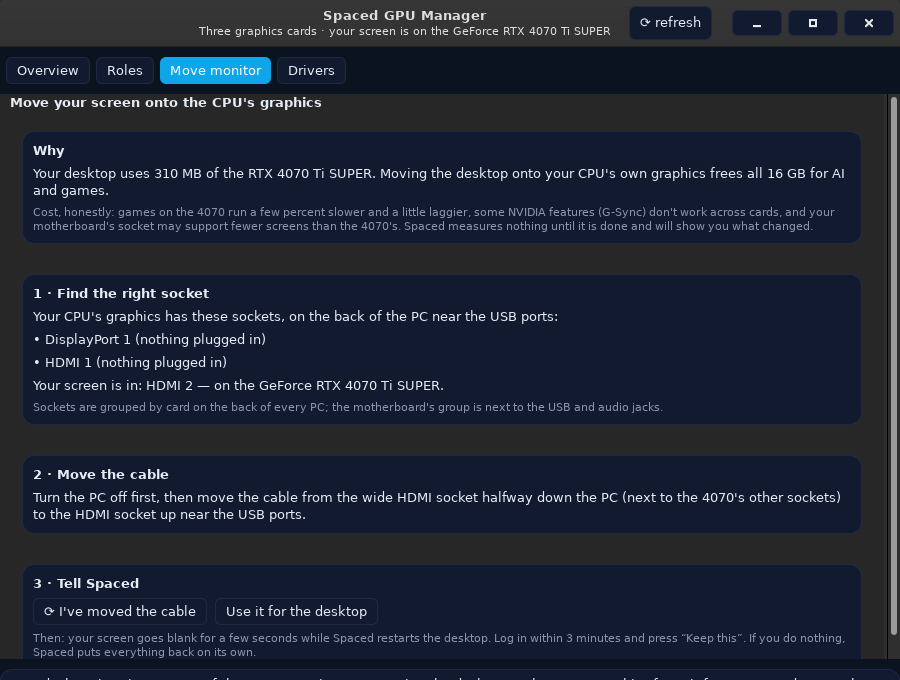 Spaced GPU Manager
Three graphics cards · your screen is on the GeForce RTX 4070 Ti SUPER
⟳ refresh
Overview
Roles
Move monitor
Drivers
Move your screen onto the CPU's graphics
Why
Your desktop uses 310 MB of the RTX 4070 Ti SUPER. Moving the desktop onto your CPU's own graphics frees all 16 GB for AI
and games.
Cost, honestly: games on the 4070 run a few percent slower and a little laggier, some NVIDIA features (G-Sync) don't work across cards, and your
motherboard's socket may support fewer screens than the 4070's. Spaced measures nothing until it is done and will show you what changed.
1 · Find the right socket
Your CPU's graphics has these sockets, on the back of the PC near the USB ports:
• DisplayPort 1 (nothing plugged in)
• HDMI 1 (nothing plugged in)
Your screen is in: HDMI 2 — on the GeForce RTX 4070 Ti SUPER.
Sockets are grouped by card on the back of every PC; the motherboard's group is next to the USB and audio jacks.
2 · Move the cable
Turn the PC off first, then move the cable from the wide HDMI socket halfway down the PC (next to the 4070's other sockets)
to the HDMI socket up near the USB ports.
3 · Tell Spaced
⟳ I've moved the cable
Use it for the desktop
Then: your screen goes blank for a few seconds while Spaced restarts the desktop. Log in within 3 minutes and press “Keep this”. If you do nothing,
Spaced puts everything back on its own.